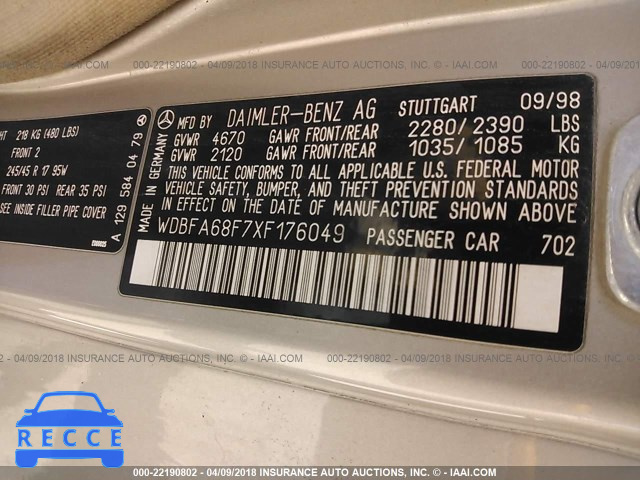 000-22190802 - 04/09/2018 INSURANCE AUTO AUCTIONS, INC. - © IAAI.COM
HT 218 KG (480 LBS)
FRONT 2
245/45 R 17 95W
FRONT 30 PSI REAR 35 PSI
SEE INSIDE FILLER PIPE COVER
A 129 584 04 79
MADE IN GERMANY
MFD BY DAIMLER-BENZ AG STUTTGART 09/98
GVWR 4670 GAWR FRONT/REAR 2280/2390 LBS
GVWR 2120 GAWR FRONT/REAR 1035/1085 KG
THIS VEHICLE CONFORMS TO ALL APPLICABLE U.S. FEDERAL MOTOR
VEHICLE SAFETY, BUMPER, AND THEFT PREVENTION STANDARDS
IN EFFECT ON THE DATE OF MANUFACTURE SHOWN ABOVE.
WDBFA68F7XF176049 PASSENGER CAR 702
000-22190802 - 04/09/2018 INSURANCE AUTO AUCTIONS, INC. - © IAAI.COM
RECCE
000-22190802 - 04/09/2018 INSURANCE AUTO AUCTIONS, INC. - © IAAI.COM